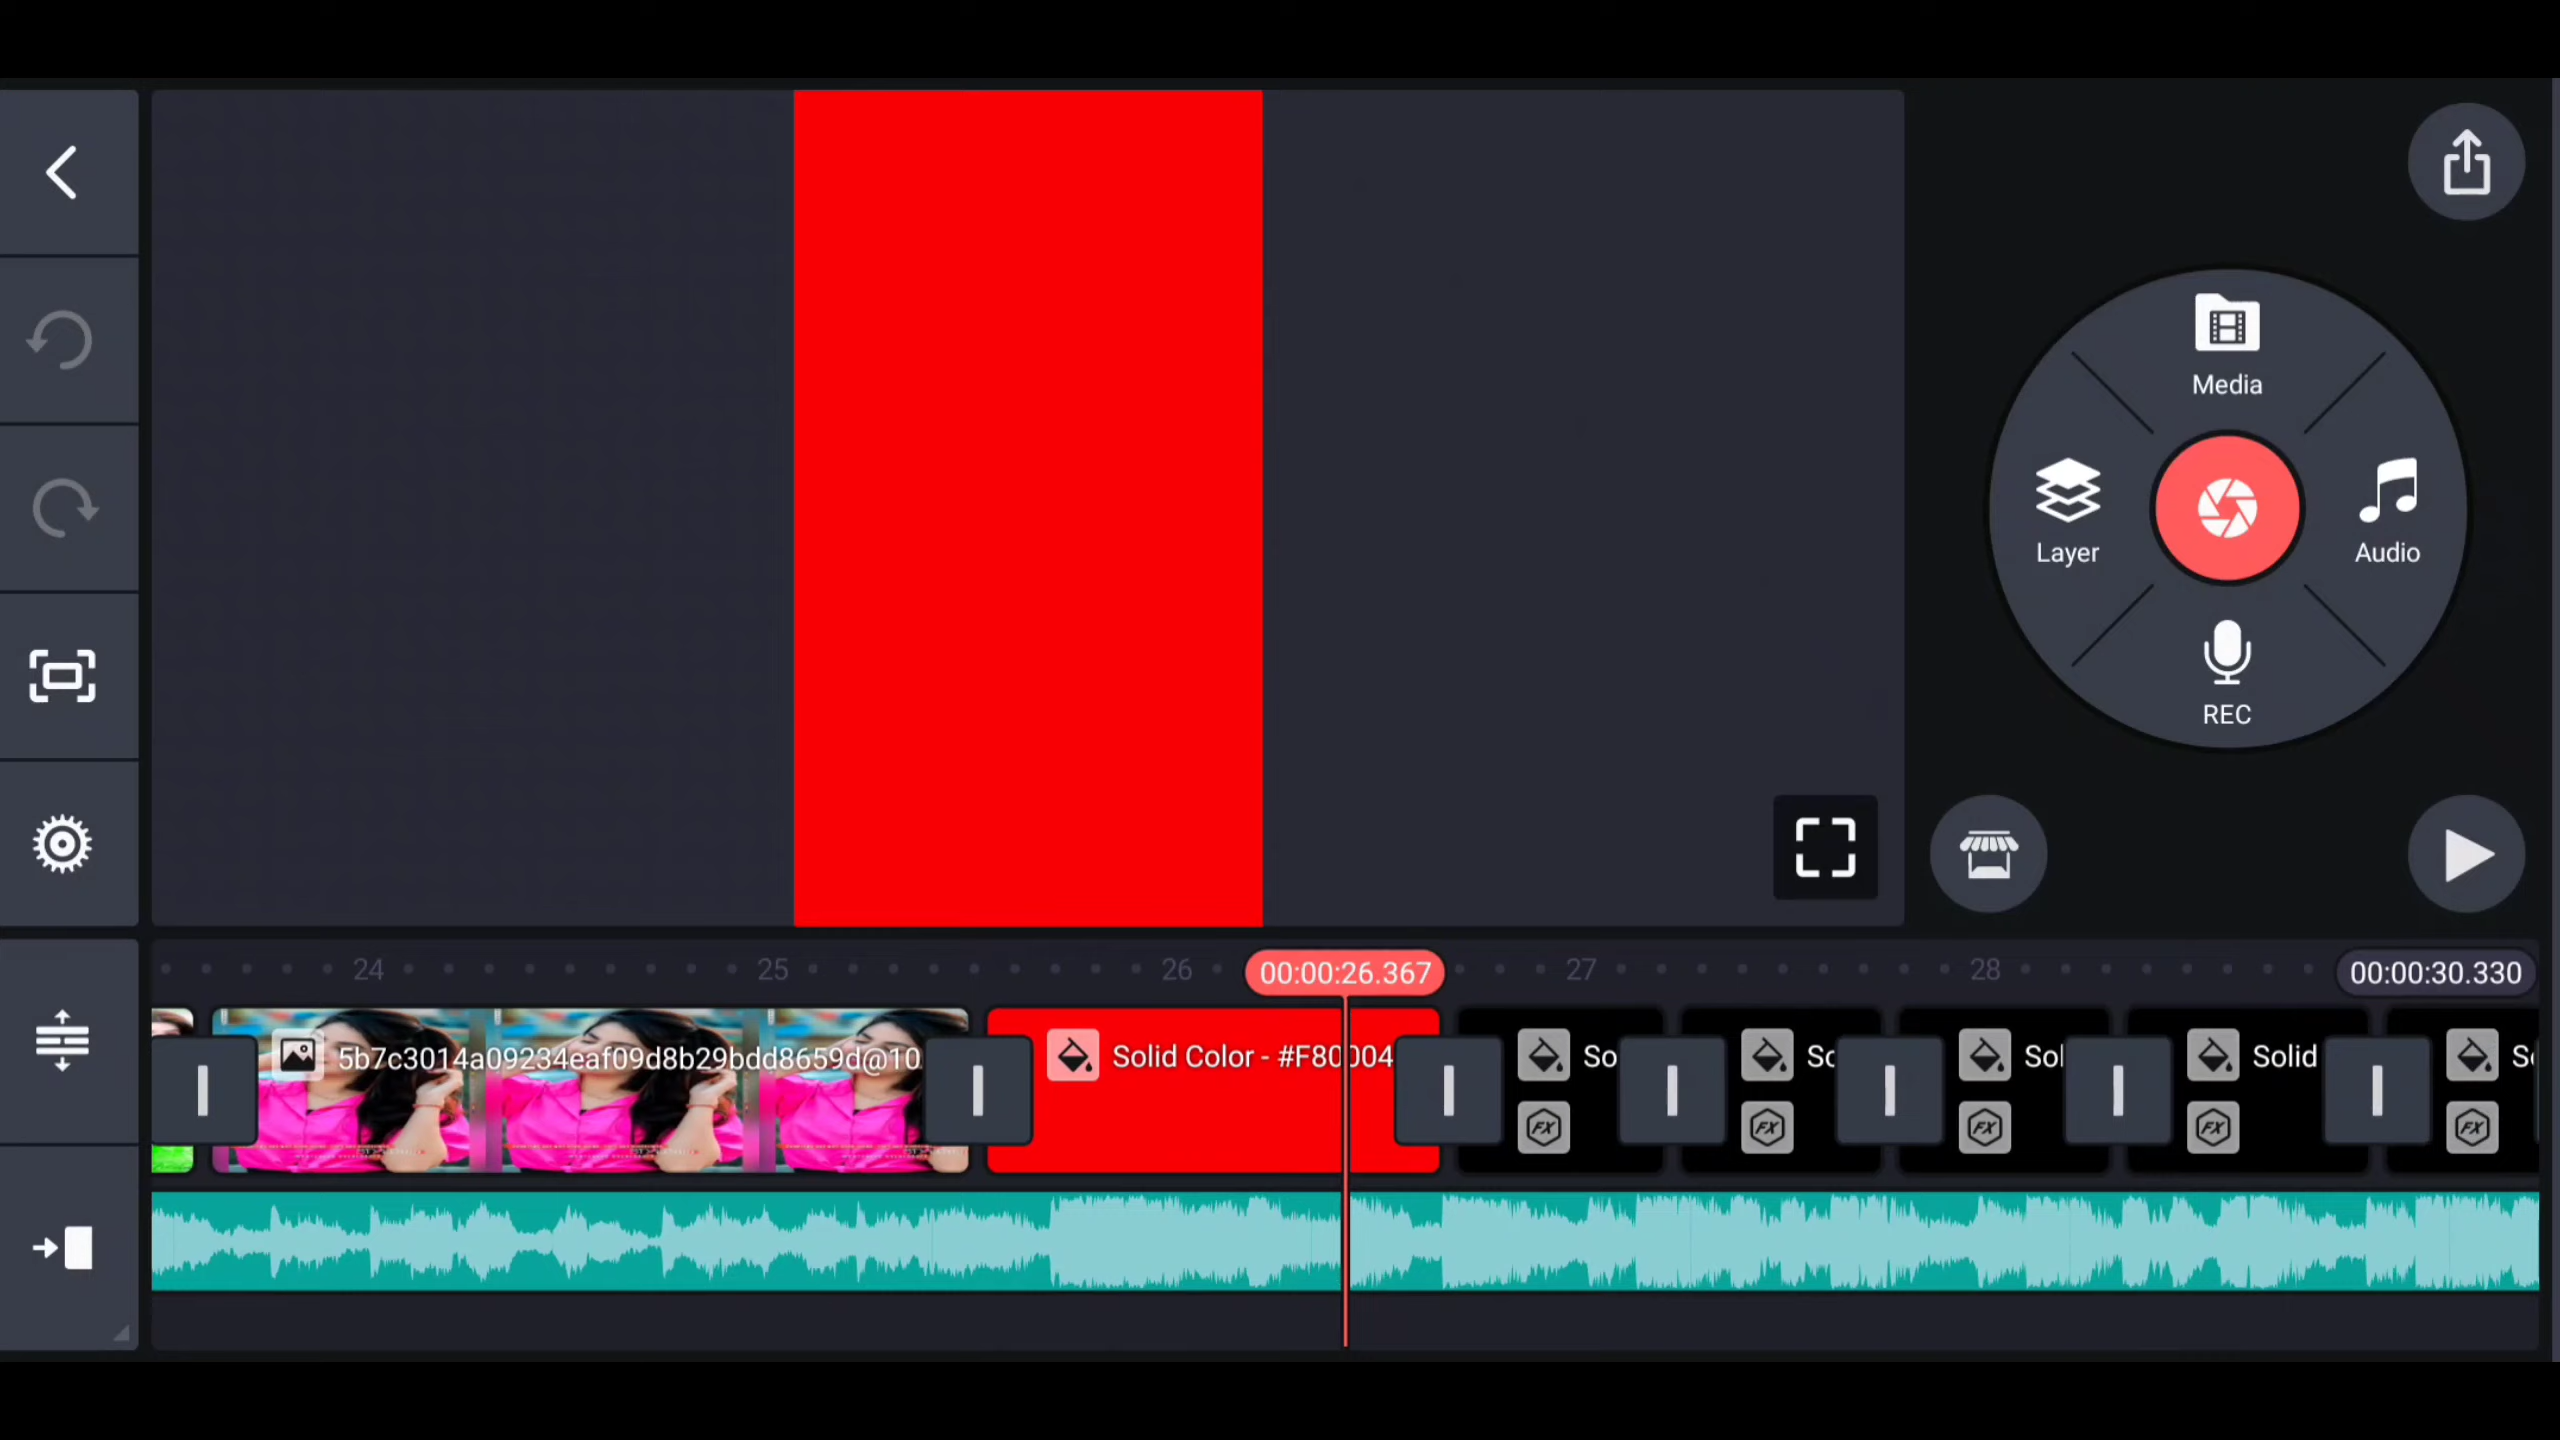 Media
Layer
Audio
REC
24
25
26
00:00:26.367
27
28
00:00:30.330
5b7c3014a09234eaf09d8b29bdd8659d@10
Solid Color - #F80004
So
So
Sol
Solid
FX
FX
FX
FX
FX